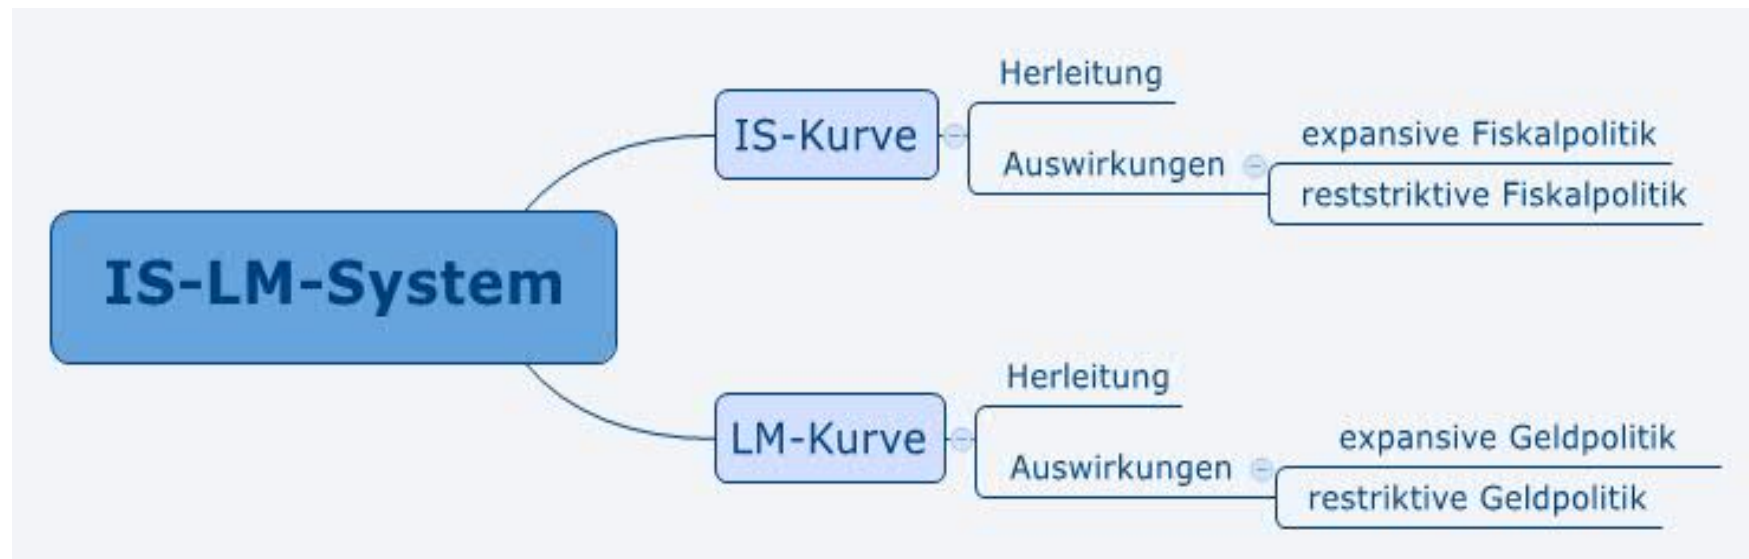 IS-LM-System
IS-Kurve
Herleitung
Auswirkungen
expansive Fiskalpolitik
reststriktive Fiskalpolitik
LM-Kurve
Herleitung
Auswirkungen
expansive Geldpolitik
restriktive Geldpolitik